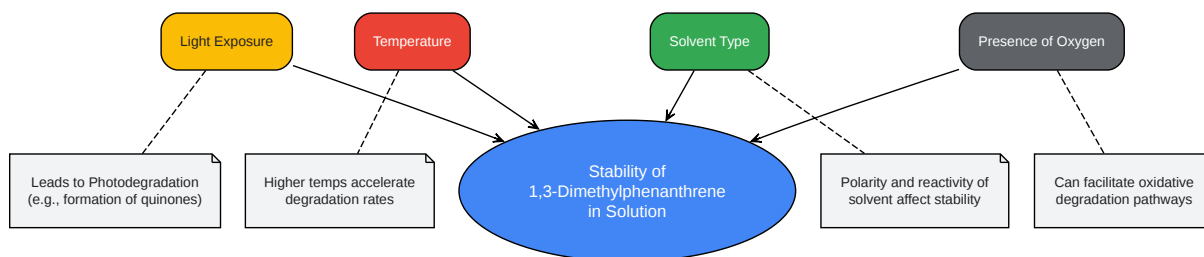 Light Exposure
Temperature
Solvent Type
Presence of Oxygen
Leads to Photodegradation
(e.g., formation of quinones)
Higher temps accelerate
degradation rates
Stability of
1,3-Dimethylphenanthrene
in Solution
Polarity and reactivity of
solvent affect stability
Can facilitate oxidative
degradation pathways